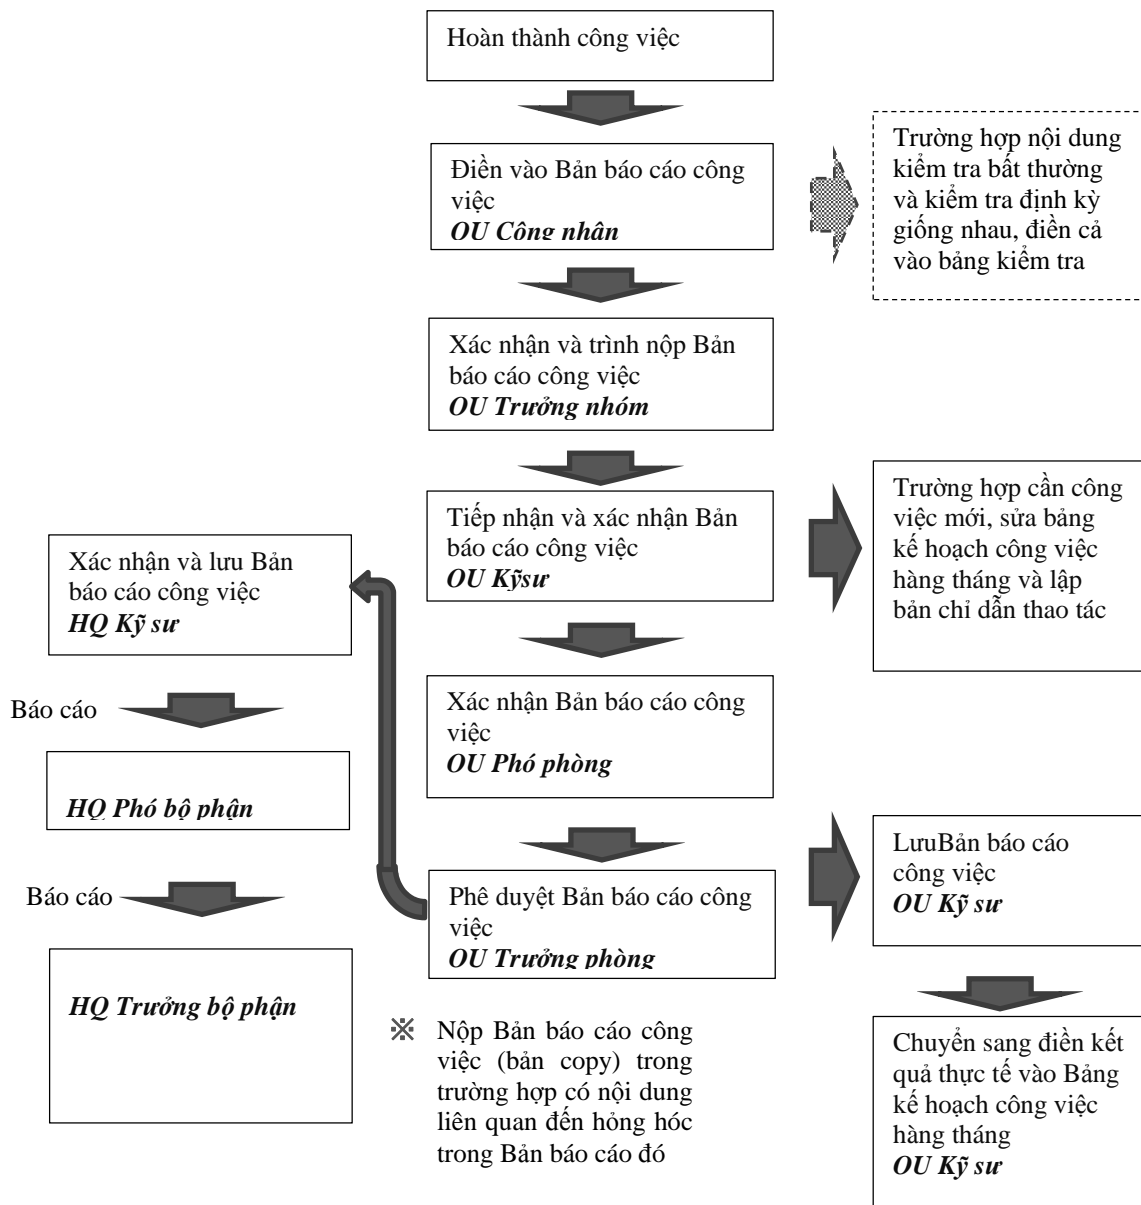 Hoàn thành công việc
Điền vào Bản báo cáo công
việc
OU Công nhân
Trường hợp nội dung
kiểm tra bất thường
và kiểm tra định kỳ
giống nhau, điền cả
vào bảng kiểm tra
Xác nhận và trình nộp Bản
báo cáo công việc
OU Trưởng nhóm
Tiếp nhận và xác nhận Bản
báo cáo công việc
OU Kỹsư
Trường hợp cần công
việc mới, sửa bảng
kế hoạch công việc
hàng tháng và lập
bản chỉ dẫn thao tác
Xác nhận và lưu Bản
báo cáo công việc
HQ Kỹ sư
Báo cáo
HQ Phó bộ phận
Báo cáo
HQ Trưởng bộ phận
Xác nhận Bản báo cáo công
việc
OU Phó phòng
Phê duyệt Bản báo cáo công
việc
OU Trưởng phòng
LưuBản báo cáo
công việc
OU Kỹ sư
※ Nộp Bản báo cáo công
việc (bản copy) trong
trường hợp có nội dung
liên quan đến hỏng hóc
trong Bản báo cáo đó
Chuyển sang điền kết
quả thực tế vào Bảng
kế hoạch công việc
hàng tháng
OU Kỹ sư